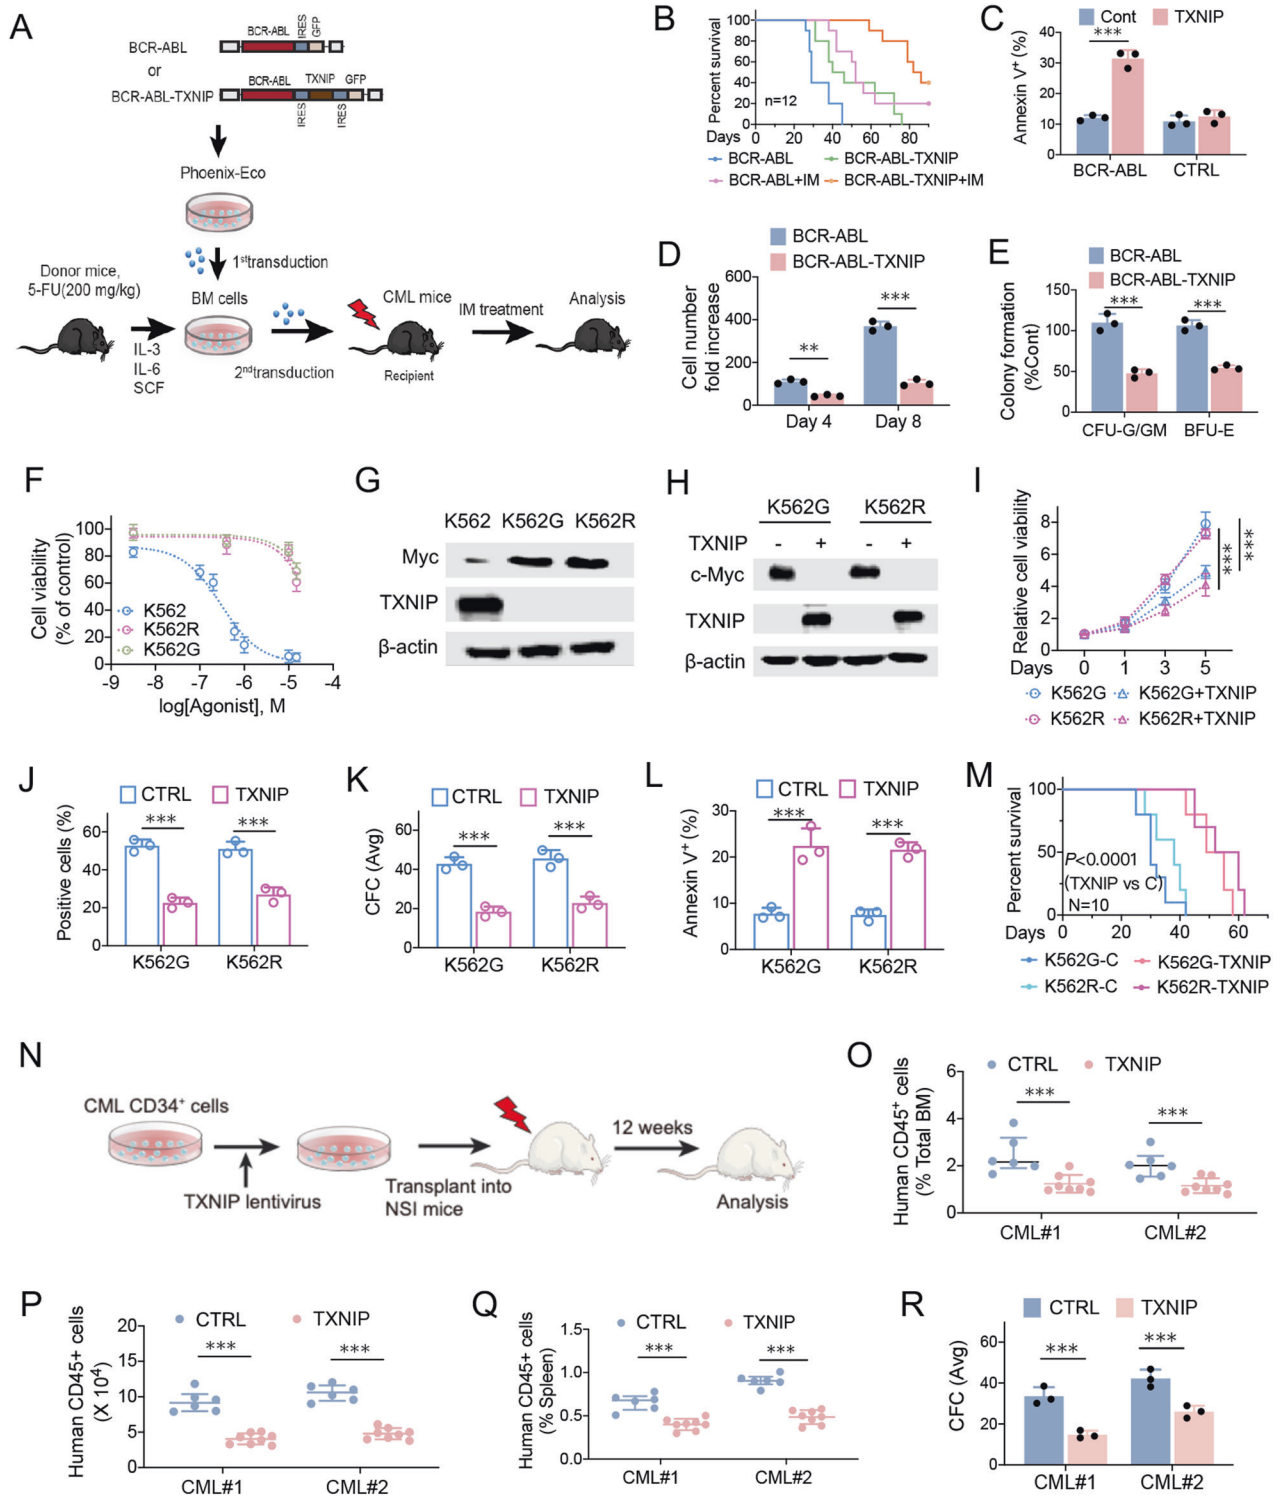 A
BCR-ABL
or
BCR-ABL-TXNIP
BCR-ABL
IRES
GFP
BCR-ABL
TXNIP
GFP
IRES
IRES
Phoenix-Eco
1sttransduction
Donor mice,
5-FU(200 mg/kg)
BM cells
IL-3
IL-6
SCF
2ndtransduction
CML mice
Recipient
IM treatment
Analysis
B
Percent survival
100
80
60
40
20
0
n=12
Days
0 20 40 60 80
BCR-ABL
BCR-ABL-TXNIP
BCR-ABL+IM
BCR-ABL-TXNIP+IM
C
Cont
TXNIP
Annexin V+ (%)
40
30
20
10
0
***
BCR-ABL
CTRL
D
BCR-ABL
BCR-ABL-TXNIP
Cell number
fold increase
600
400
200
0
**
***
Day 4
Day 8
E
BCR-ABL
BCR-ABL-TXNIP
Colony formation
(%Cont)
150
100
50
0
***
***
CFU-G/GM
BFU-E
F
Cell viability
(% of control)
100
80
60
40
20
0
K562
K562R
K562G
-9 -8 -7 -6 -5 -4
log[Agonist], M
G
K562 K562G K562R
Myc
TXNIP
β-actin
H
K562G K562R
TXNIP - + - +
c-Myc
TXNIP
β-actin
I
Relative cell viability
8
6
4
2
0
***
***
Days 0 1 3 5
K562G
K562G+TXNIP
K562R
K562R+TXNIP
J
CTRL
TXNIP
Positive cells (%)
60
40
20
0
***
***
K562G
K562R
K
CTRL
TXNIP
CFC (Avg)
60
40
20
0
***
***
K562G
K562R
L
CTRL
TXNIP
Annexin V+ (%)
30
20
10
0
***
***
K562G
K562R
M
Percent survival
100
50
0
P<0.0001
(TXNIP vs C)
N=10
Days
0 20 40 60
K562G-C
K562G-TXNIP
K562R-C
K562R-TXNIP
N
CML CD34+ cells
TXNIP lentivirus
Transplant into
NSI mice
12 weeks
Analysis
O
CTRL
TXNIP
Human CD45+ cells
(% Total BM)
6
4
2
0
***
***
CML#1
CML#2
P
CTRL
TXNIP
Human CD45+ cells
(X 10⁴)
20
15
10
5
0
***
***
CML#1
CML#2
Q
CTRL
TXNIP
Human CD45+ cells
(% Spleen)
1.5
1.0
0.5
0.0
***
***
CML#1
CML#2
R
CTRL
TXNIP
CFC (Avg)
60
40
20
0
***
***
CML#1
CML#2